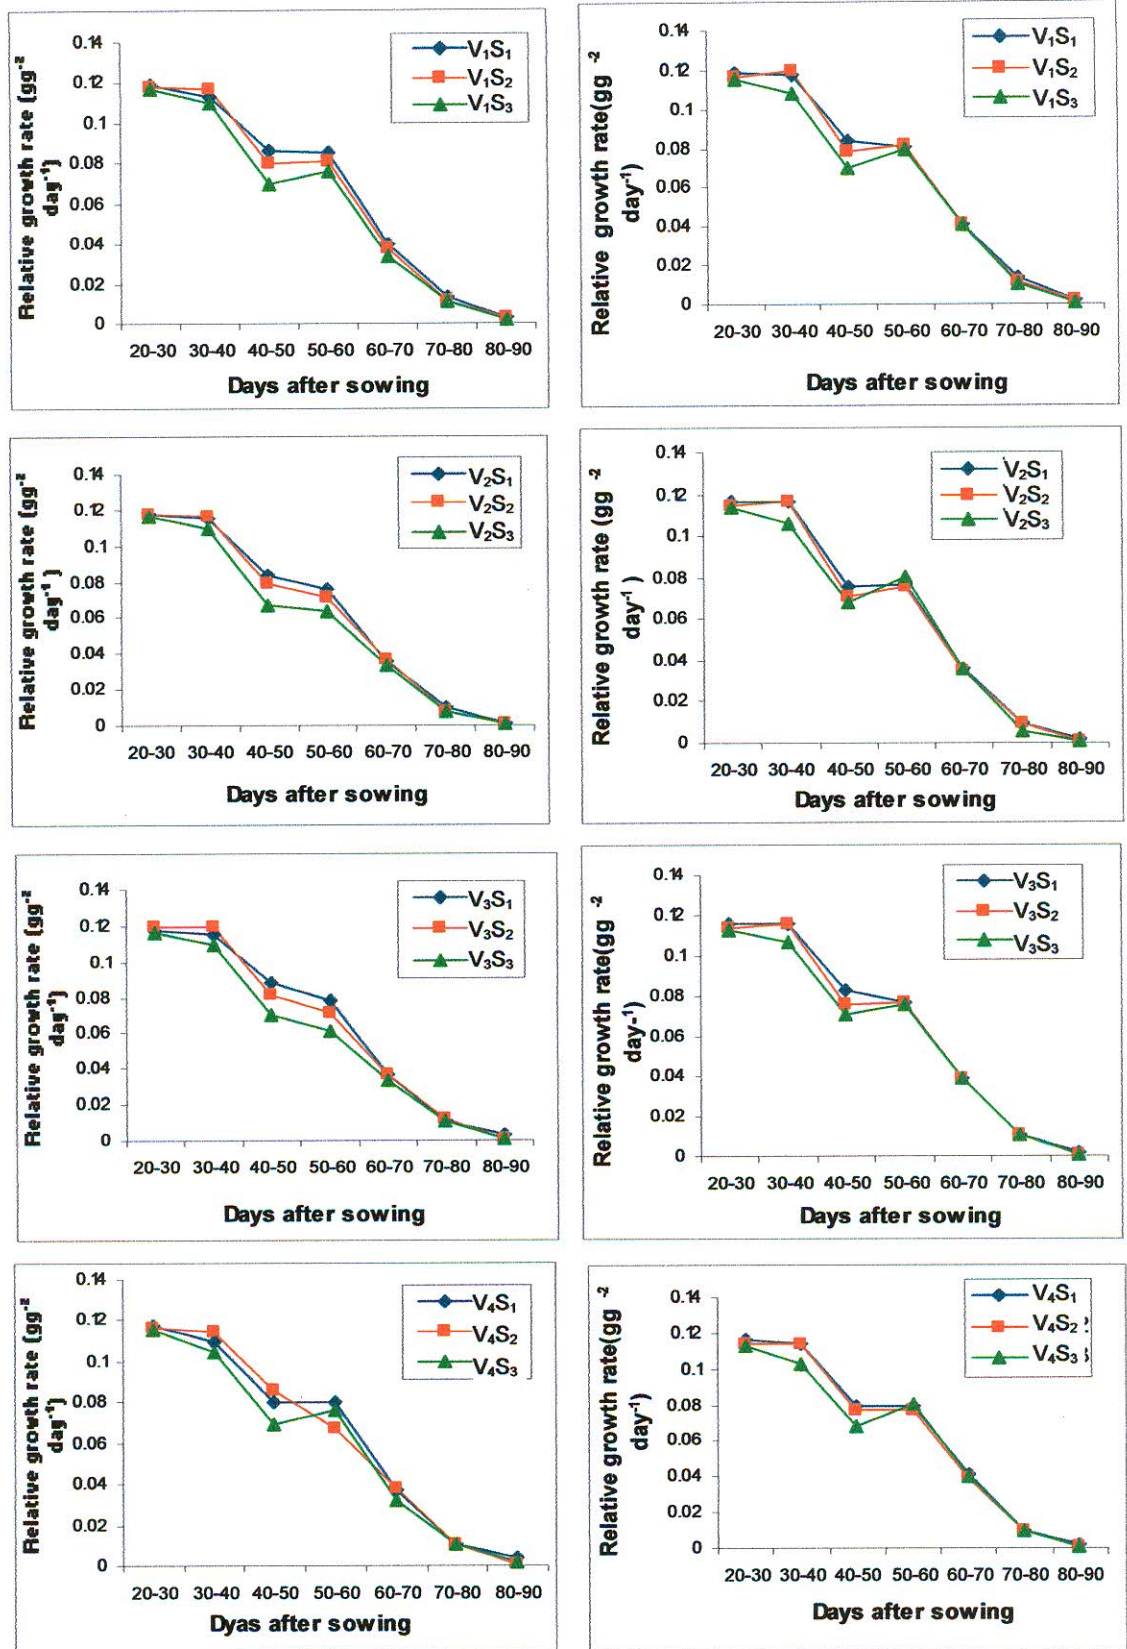 Relative growth rate (gg⁻²
day⁻¹)
0.14
0.12
0.1
0.08
0.06
0.04
0.02
0
V₁S₁
V₁S₂
V₁S₃
20-30 30-40 40-50 50-60 60-70 70-80 80-90
Days after sowing
Relative growth rate(gg ⁻²
day⁻¹)
0.14
0.12
0.1
0.08
0.06
0.04
0.02
0
V₁S₁
V₁S₂
V₁S₃
20-30 30-40 40-50 50-60 60-70 70-80 80-90
Days after sowing
Relative growth rate (gg⁻²
day⁻¹)
0.14
0.12
0.1
0.08
0.06
0.04
0.02
0
V₂S₁
V₂S₂
V₂S₃
20-30 30-40 40-50 50-60 60-70 70-80 80-90
Days after sowing
Relative growth rate (gg ⁻²
day⁻¹ )
0.14
0.12
0.1
0.08
0.06
0.04
0.02
0
V₂S₁
V₂S₂
V₂S₃
20-30 30-40 40-50 50-60 60-70 70-80 80-90
Days after sowing
Relative growth rate (gg⁻²
day⁻¹)
0.14
0.12
0.1
0.08
0.06
0.04
0.02
0
V₃S₁
V₃S₂
V₃S₃
20-30 30-40 40-50 50-60 60-70 70-80 80-90
Days after sowing
Relative growth rate(gg ⁻²
day-¹)
0.14
0.12
0.1
0.08
0.06
0.04
0.02
0
V₃S₁
V₃S₂
V₃S₃
20-30 30-40 40-50 50-60 60-70 70-80 80-90
Days after sowing
Relative growth rate (gg⁻²
day⁻¹)
0.14
0.12
0.1
0.08
0.06
0.04
0.02
0
V₄S₁
V₄S₂
V₄S₃
20-30 30-40 40-50 50-60 60-70 70-80 80-90
Dyas after sowing
Relative growth rate(gg ⁻²
day⁻¹)
0.14
0.12
0.1
0.08
0.06
0.04
0.02
0
V₄S₁
V₄S₂
V₄S₃
20-30 30-40 40-50 50-60 60-70 70-80 80-90
Days after sowing